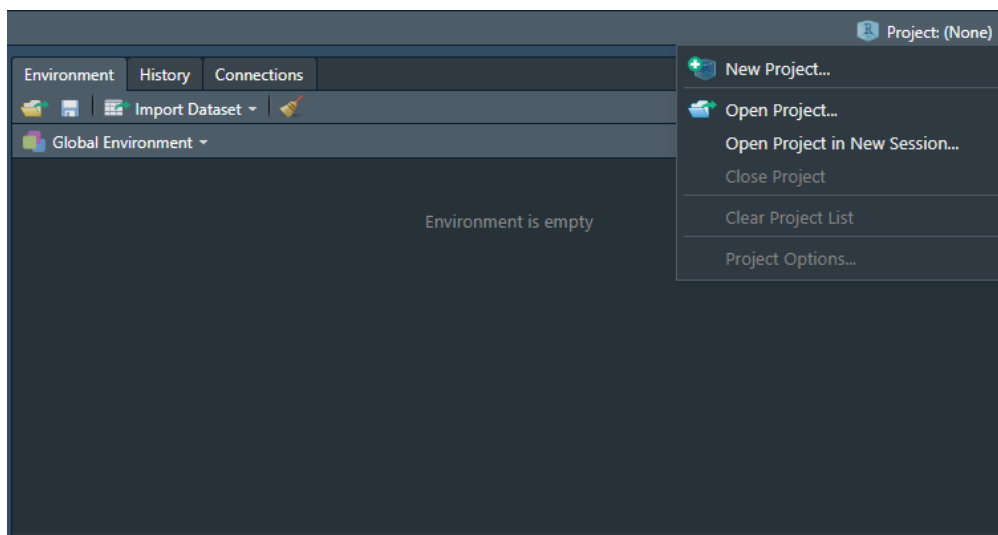 Project: (None)
Environment History Connections
Import Dataset
Global Environment
Environment is empty
New Project...
Open Project...
Open Project in New Session...
Close Project
Clear Project List
Project Options...